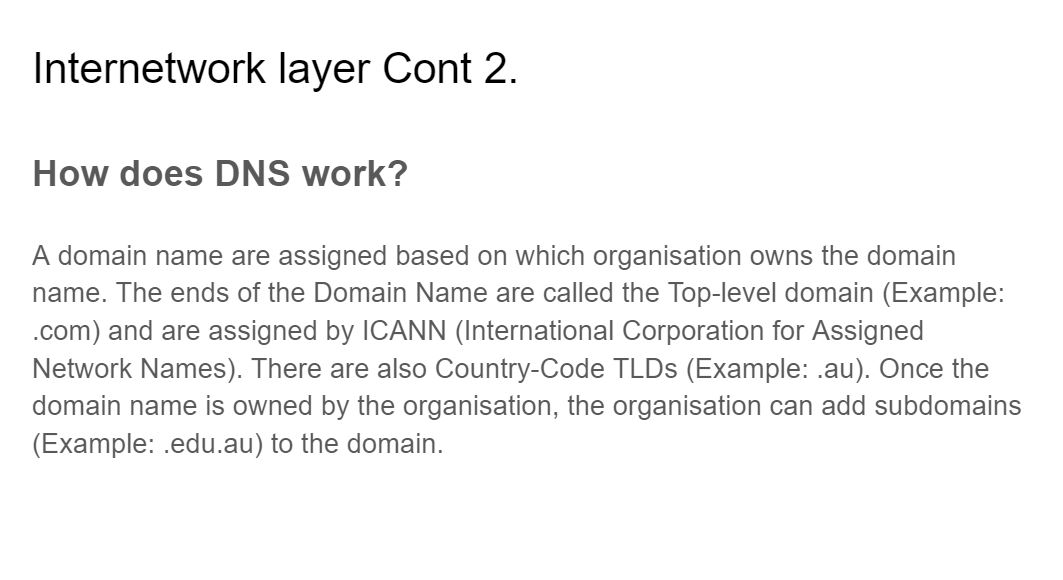 Internetwork layer Cont 2.
How does DNS work?
A domain name are assigned based on which organisation owns the domain
name. The ends of the Domain Name are called the Top-level domain (Example:
.com) and are assigned by ICANN (International Corporation for Assigned
Network Names). There are also Country-Code TLDs (Example: .au). Once the
domain name is owned by the organisation, the organisation can add subdomains
(Example: .edu.au) to the domain.